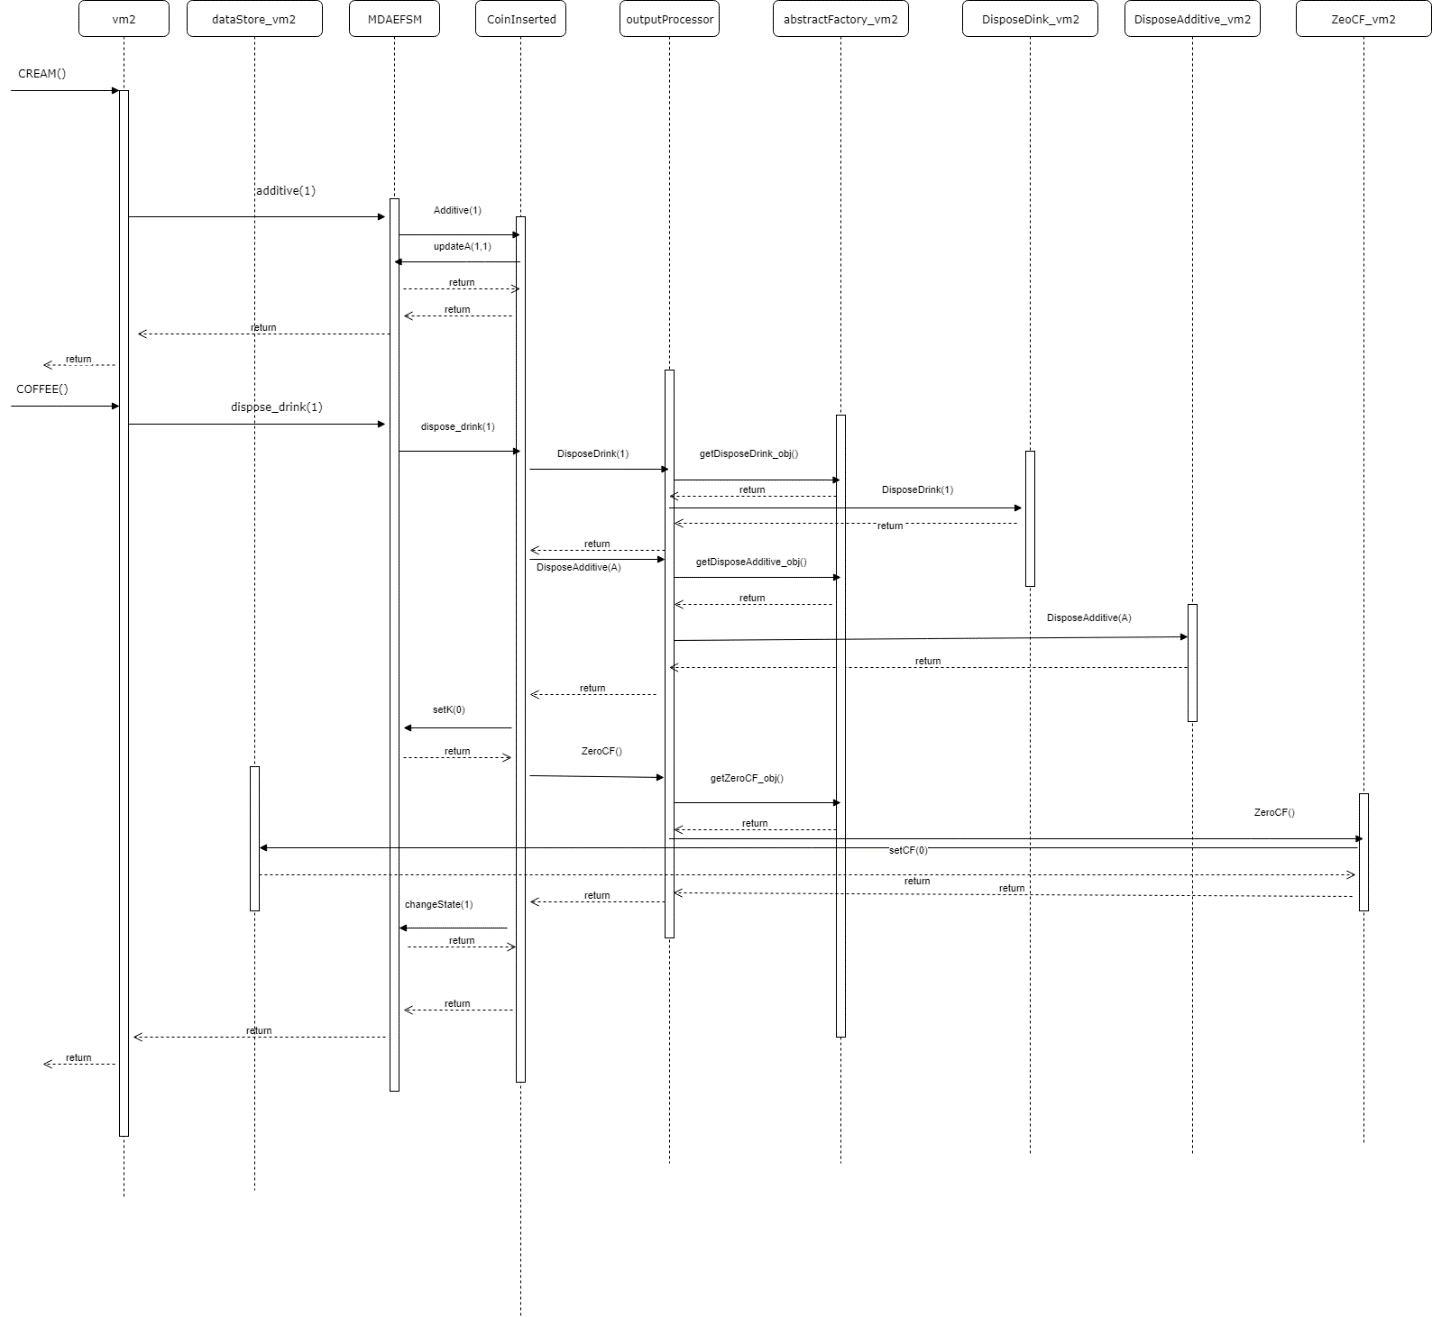 vm2
dataStore_vm2
MDAEFSM
CoinInserted
outputProcessor
abstractFactory_vm2
DisposeDink_vm2
DisposeAdditive_vm2
ZeoCF_vm2
CREAM()
additive(1)
Additive(1)
updateA(1,1)
return
return
return
return
COFFEE()
dispose_drink(1)
dispose_drink(1)
DisposeDrink(1)
getDisposeDrink_obj()
return
DisposeDrink(1)
return
return
DisposeAdditive(A)
getDisposeAdditive_obj()
return
DisposeAdditive(A)
return
return
setK(0)
return
ZeroCF()
getZeroCF_obj()
return
ZeroCF()
setCF(0)
return
return
return
changeState(1)
return
return
return
return